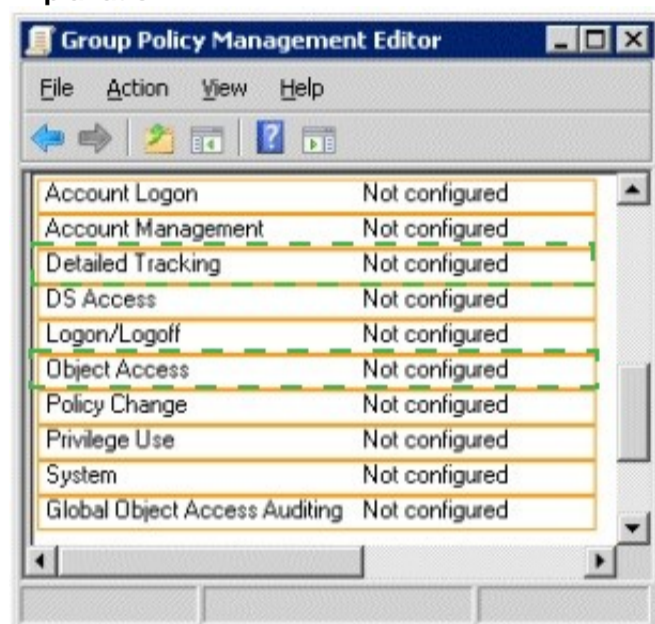 Group Policy Management Editor
File Action View Help
Account Logon Not configured
Account Management Not configured
Detailed Tracking Not configured
DS Access Not configured
Logon/Logoff Not configured
Object Access Not configured
Policy Change Not configured
Privilege Use Not configured
System Not configured
Global Object Access Auditing Not configured